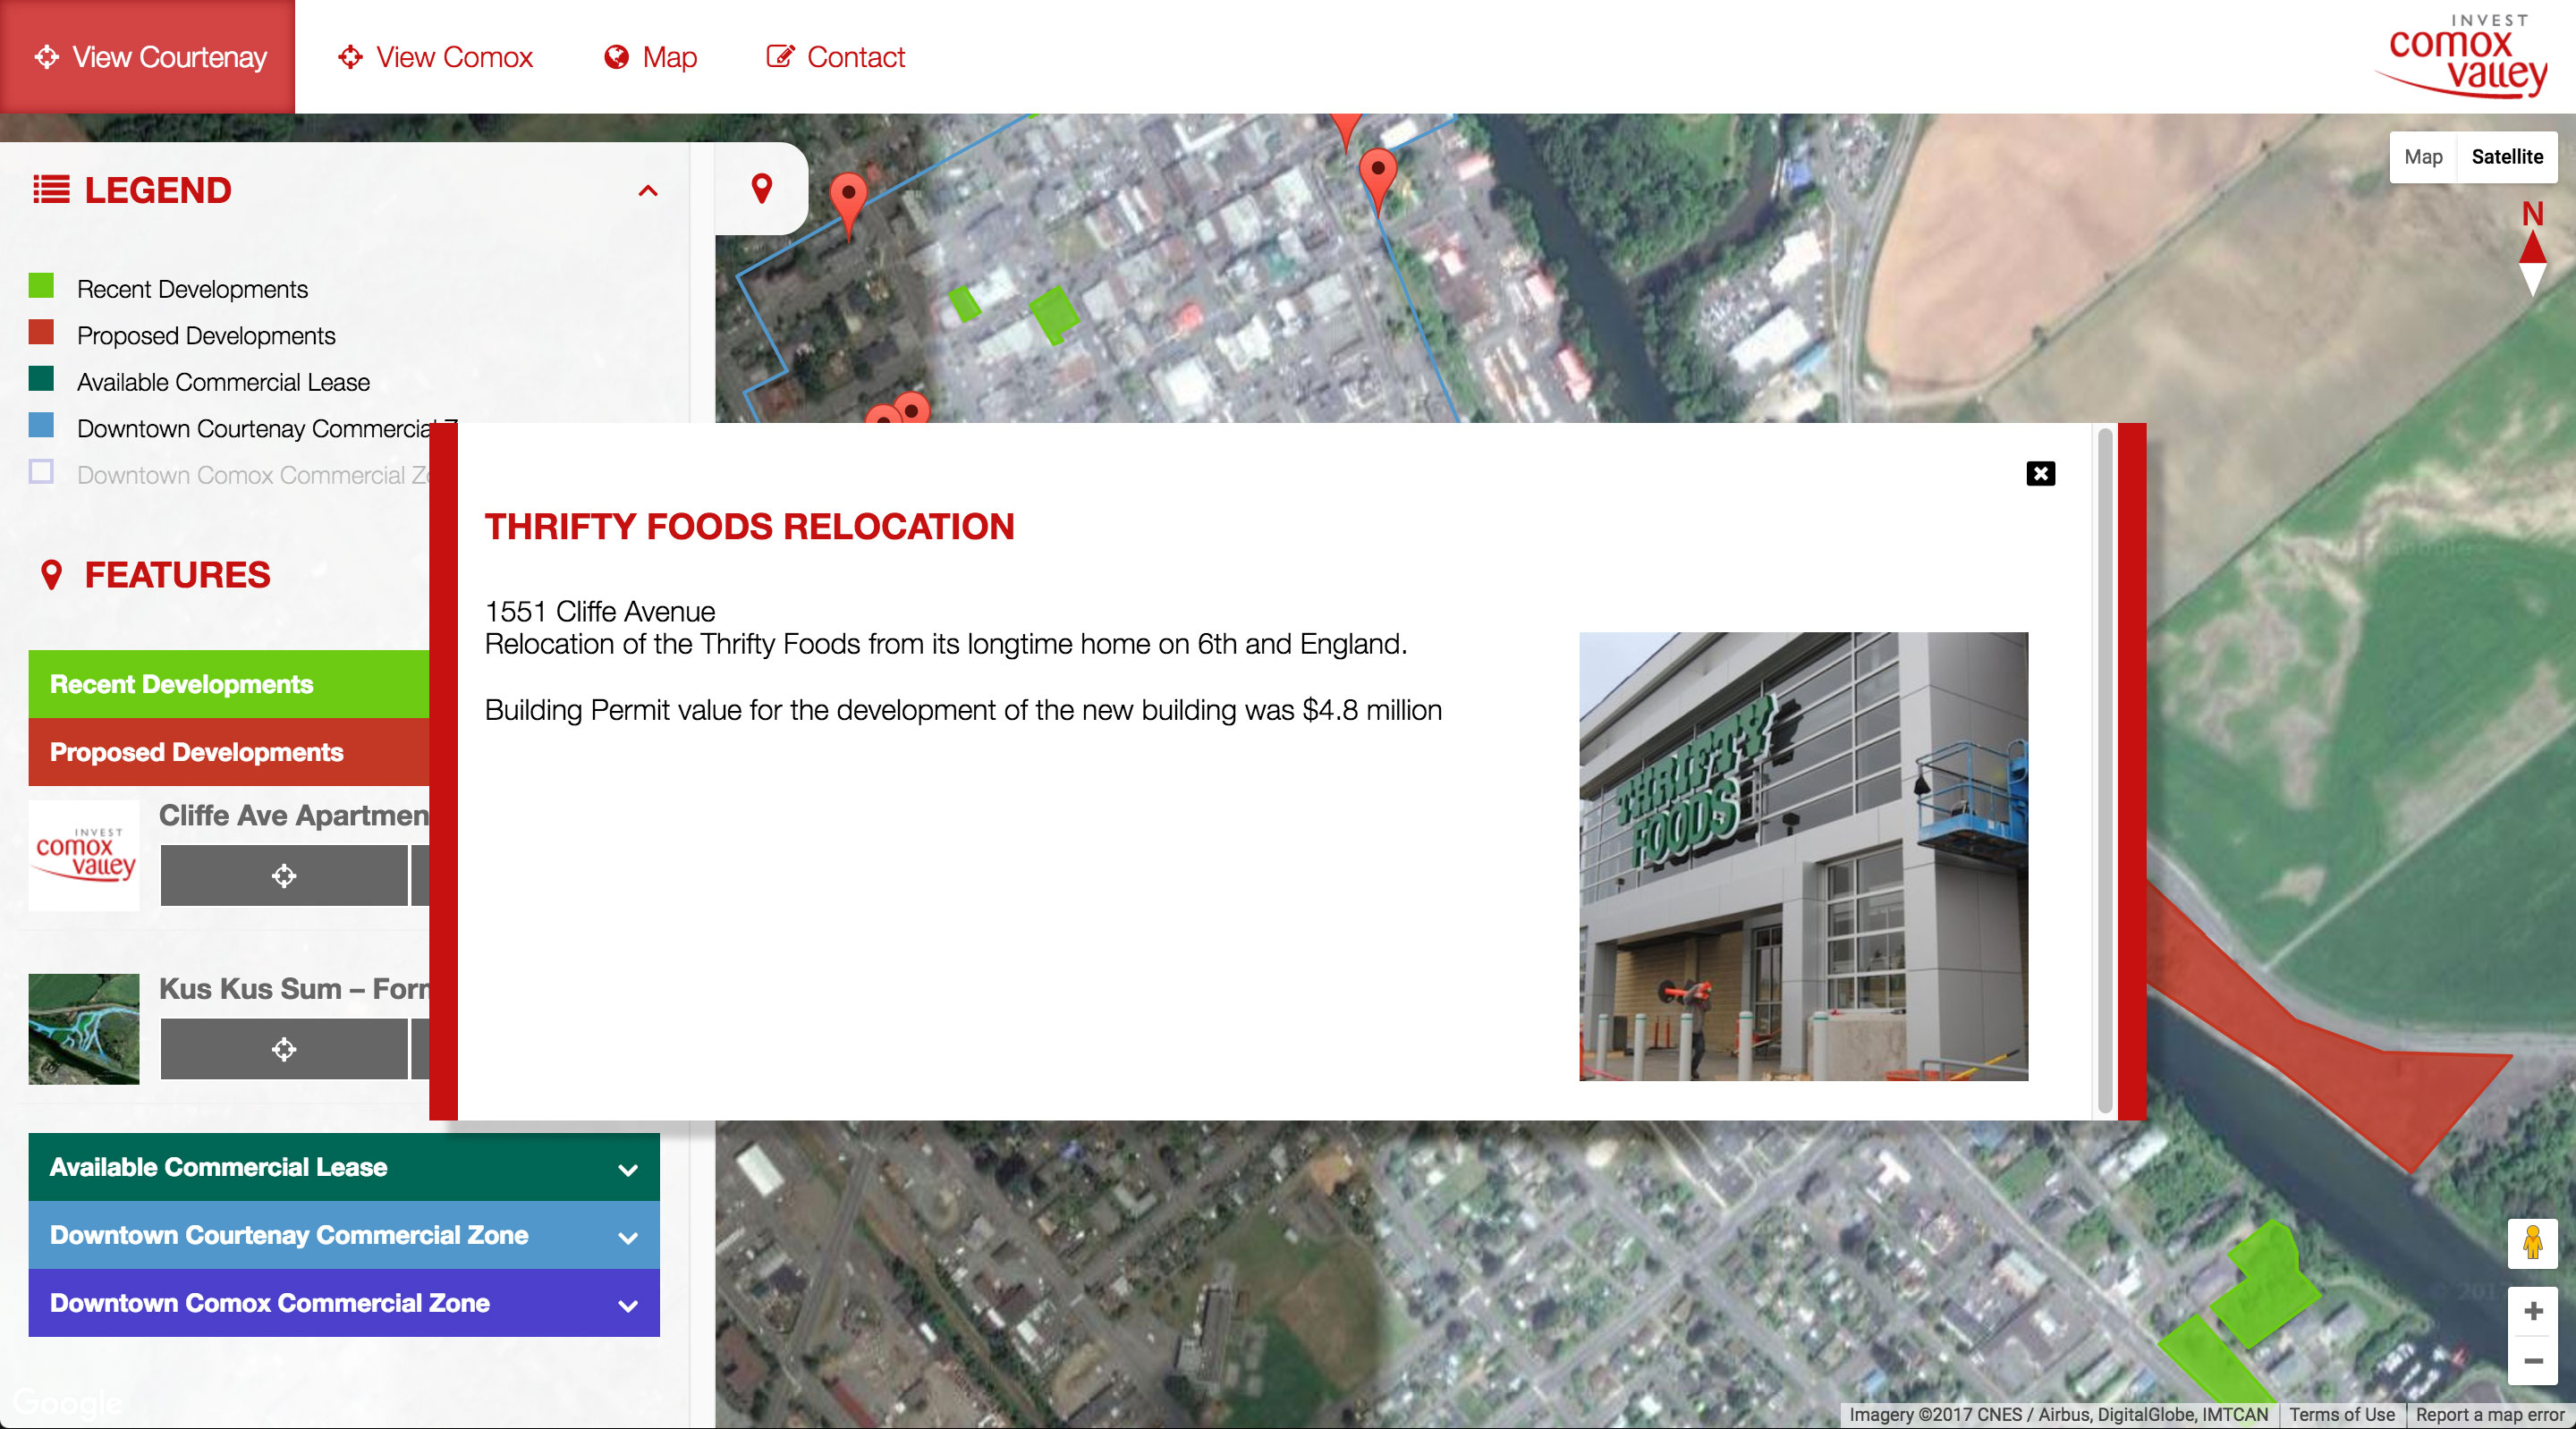 View Courtenay
View Comox
Map
Contact
INVEST
comox
valley
LEGEND
Recent Developments
Proposed Developments
Available Commercial Lease
Downtown Courtenay Commercial
Downtown Comox Commercial
FEATURES
Recent Developments
Proposed Developments
INVEST
comox
valley
Cliffe Ave
Kus Kus Sum –
Available Commercial Lease
Downtown Courtenay Commercial Zone
Downtown Comox Commercial Zone
Google
Map
Satellite
N
THRIFTY FOODS RELOCATION
1551 Cliffe Avenue
Relocation of the Thrifty Foods from its longtime home on 6th and England.
Building Permit value for the development of the new building was $4.8 million
THRIFTY
FOODS
Google
Imagery ©2017 CNES / Airbus, DigitalGlobe, IMTCAN
Terms of Use
Report a map error